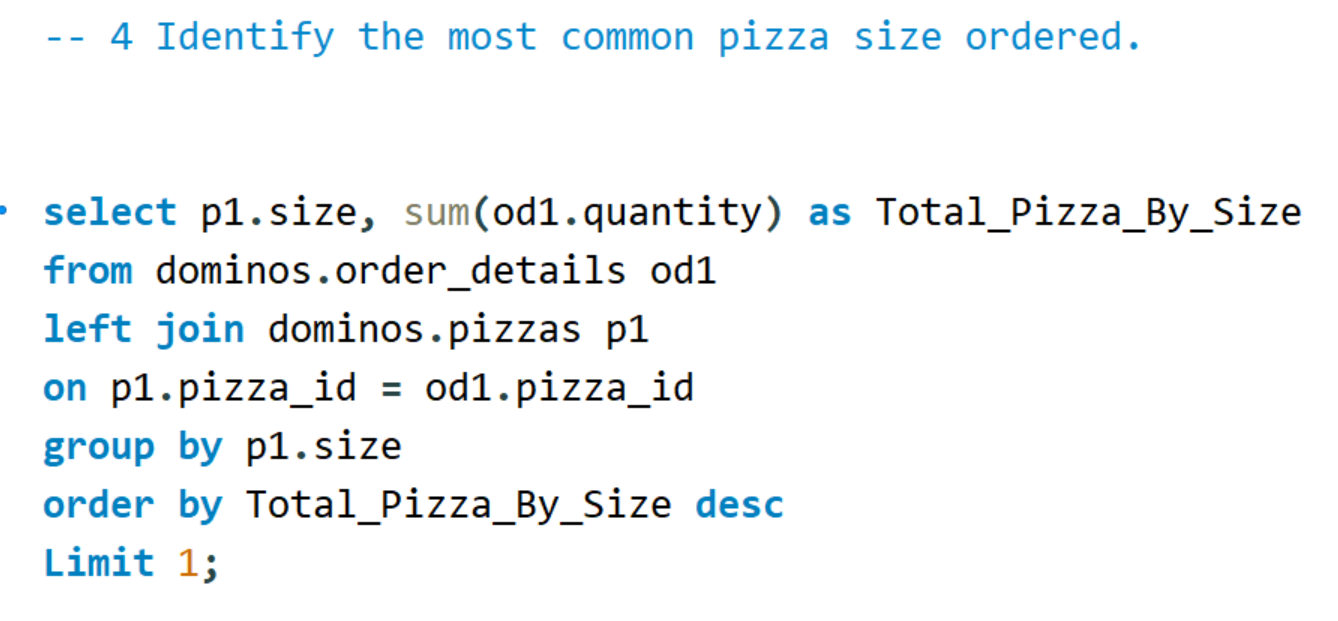 -- 4 Identify the most common pizza size ordered.
select p1.size, sum(od1.quantity) as Total_Pizza_By_Size
from dominos.order_details od1
left join dominos.pizzas p1
on p1.pizza_id = od1.pizza_id
group by p1.size
order by Total_Pizza_By_Size desc
Limit 1;